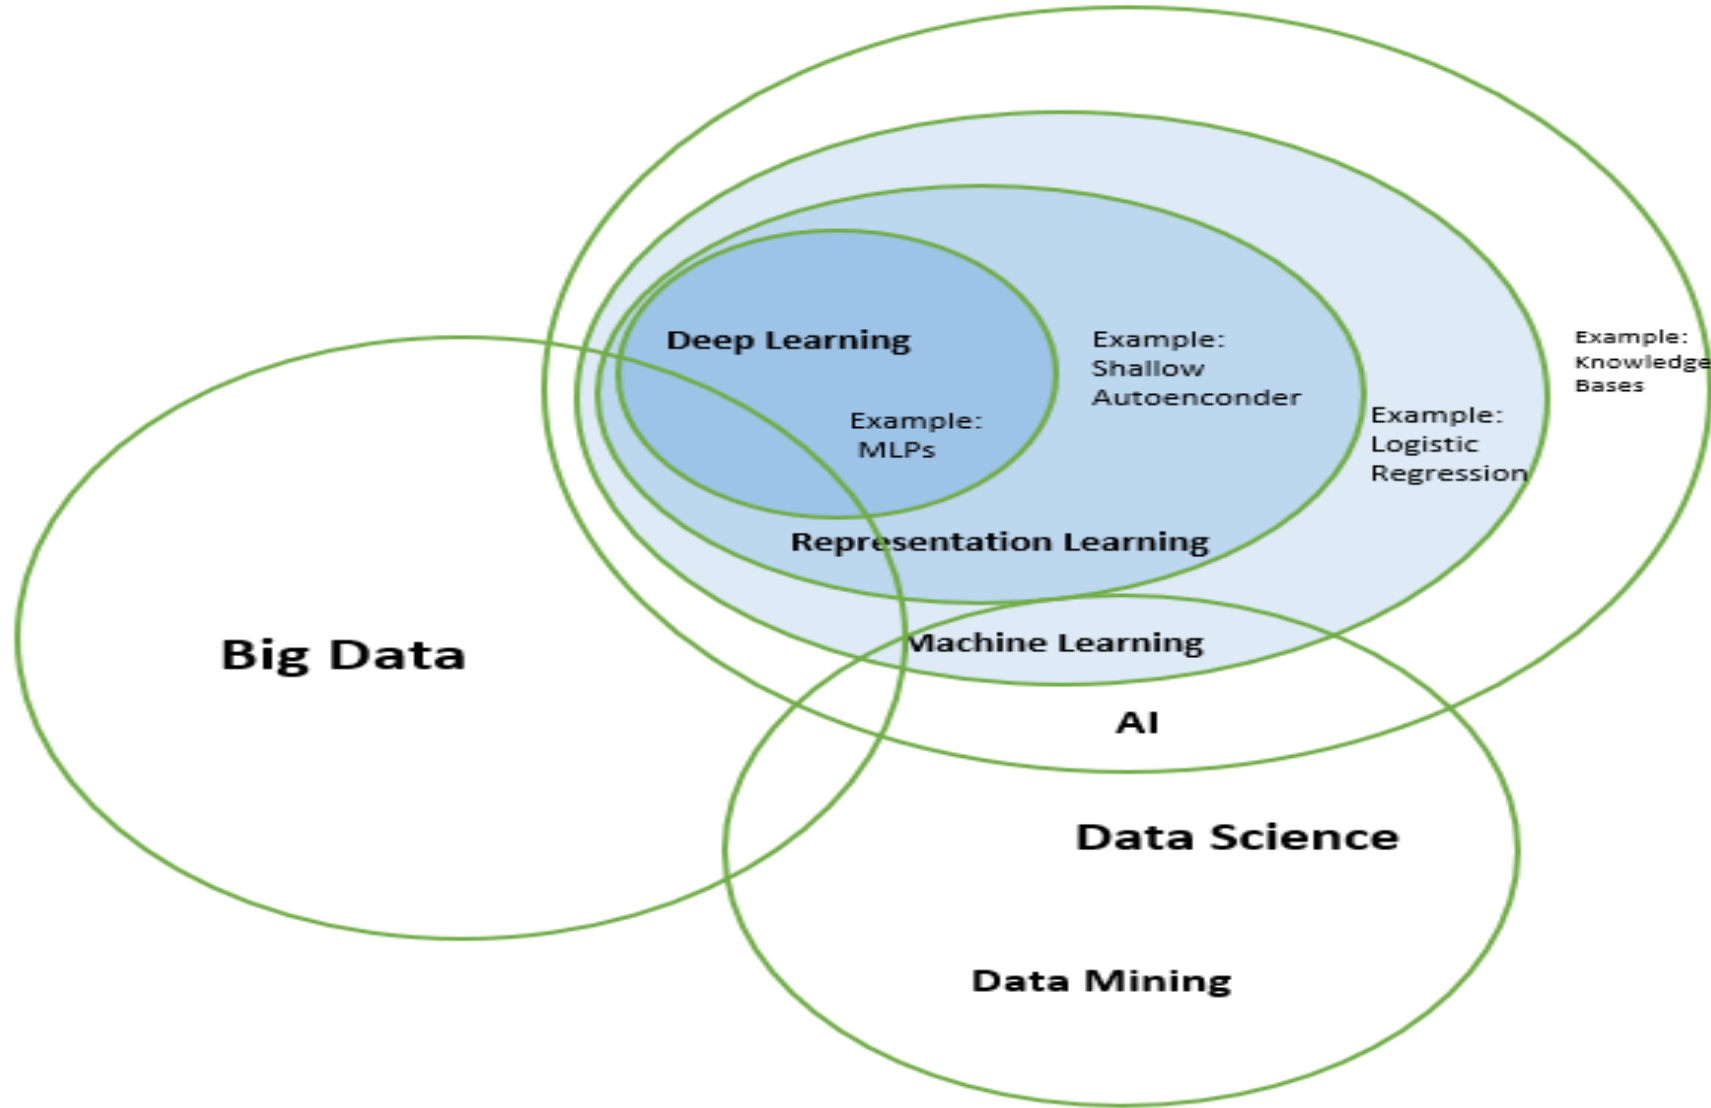 Deep Learning
Example:
MLPs
Example:
Shallow
Autoenconder
Example:
Knowledge
Bases
Example:
Logistic
Regression
Representation Learning
Big Data
Machine Learning
AI
Data Science
Data Mining